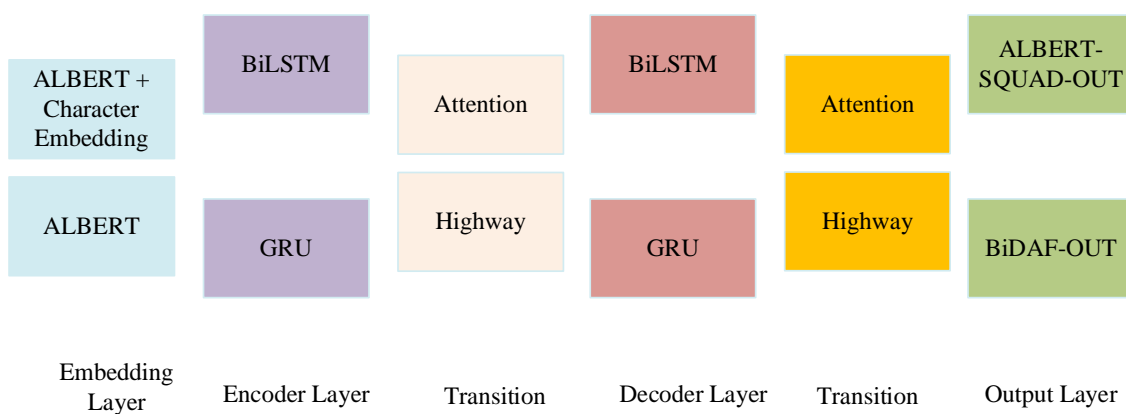 ALBERT +
Character
Embedding
ALBERT
BiLSTM
GRU
Attention
Highway
BiLSTM
GRU
Attention
Highway
ALBERT-
SQUAD-OUT
BiDAF-OUT
Embedding
Layer
Encoder Layer
Transition
Decoder Layer
Transition
Output Layer